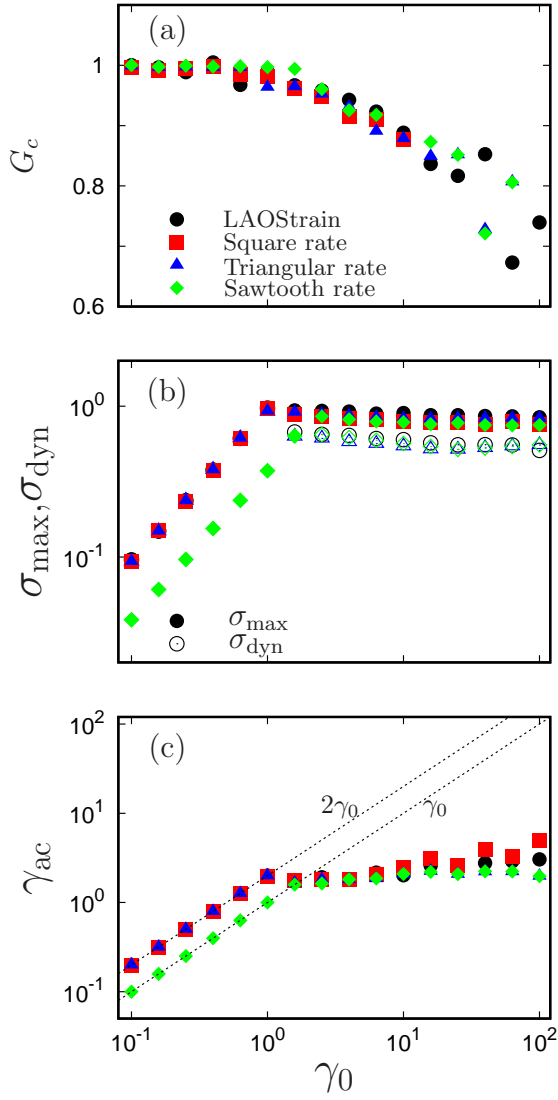 (a)
1
0.8
0.6
G_c
LAOStrain
Square rate
Triangular rate
Sawtooth rate
(b)
10^0
10^-1
σ_max,σ_dyn
σ_max
σ_dyn
(c)
10^2
10^1
10^0
10^-1
γ_ac
2γ_0
γ_0
10^-1
10^0
10^1
10^2
γ_0